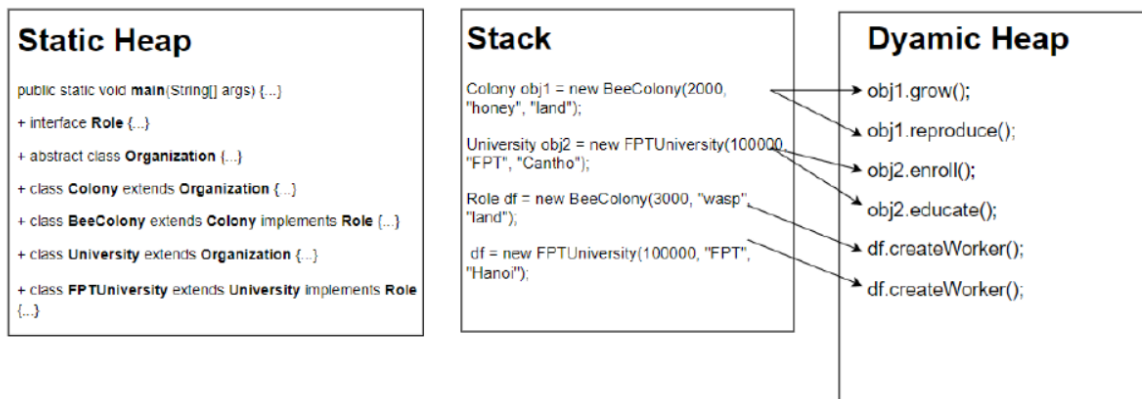 Static Heap
public static void main(String[] args) {...}
+ interface Role {...}
+ abstract class Organization {...}
+ class Colony extends Organization {...}
+ class BeeColony extends Colony implements Role {...}
+ class University extends Organization {...}
+ class FPTUniversity extends University implements Role
{...}
Stack
Colony obj1 = new BeeColony(2000,
"honey", "land");
University obj2 = new FPTUniversity(100000,
"FPT", "Cantho");
Role df = new BeeColony(3000, "wasp",
"land");
df = new FPTUniversity(100000, "FPT",
"Hanoi");
Dyamic Heap
obj1.grow();
obj1.reproduce();
obj2.enroll();
obj2.educate();
df.createWorker();
df.createWorker();